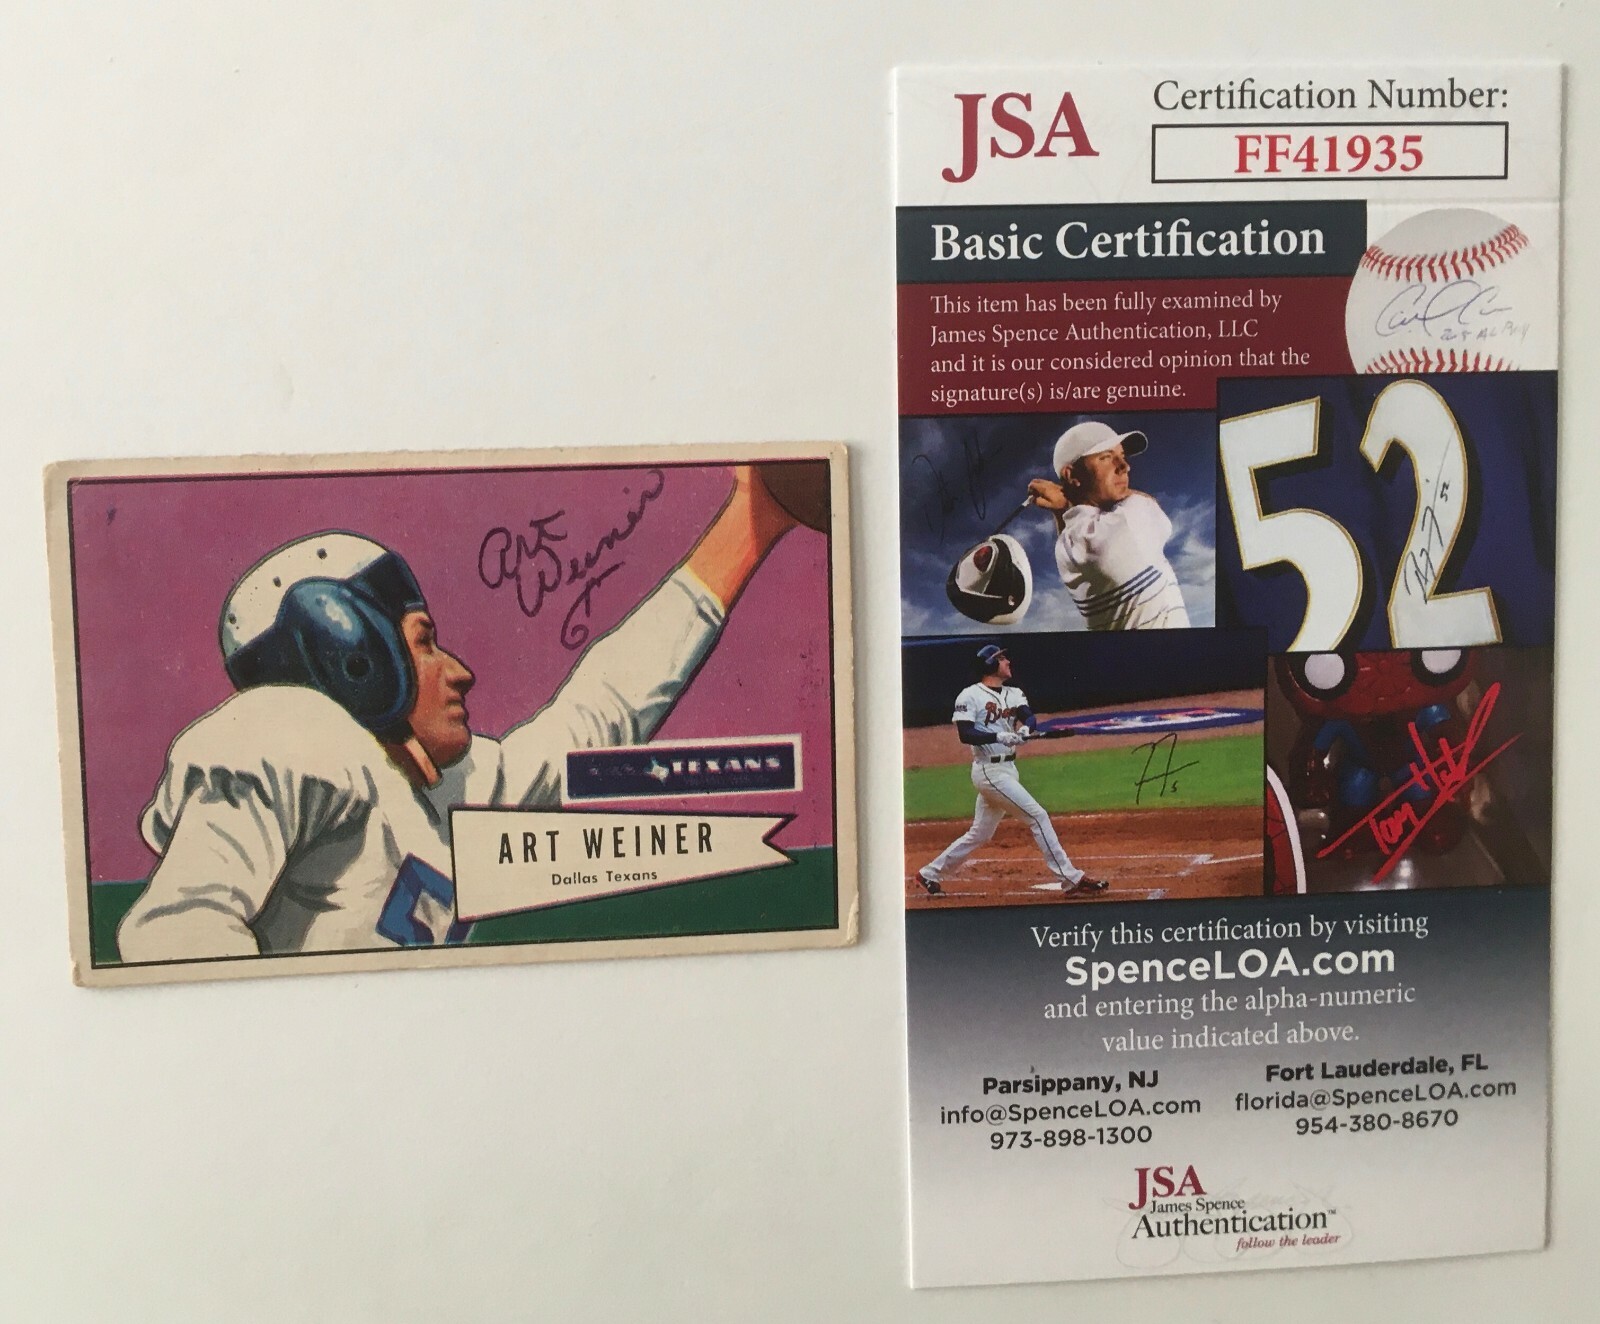 Art
Weiner
TEXANS
ART WEINER
Dallas Texans
JSA
Certification Number:
FF41935
Basic Certification
This item has been fully examined by
James Spence Authentication, LLC
and it is our considered opinion that the
signature(s) is/are genuine.
52
52
5
Verify this certification by visiting
SpenceLOA.com
and entering the alpha-numeric
value indicated above.
Parsippany, NJ
info@SpenceLOA.com
973-898-1300
Fort Lauderdale, FL
florida@SpenceLOA.com
954-380-8670
JSA
James Spence
Authentication™
follow the leader